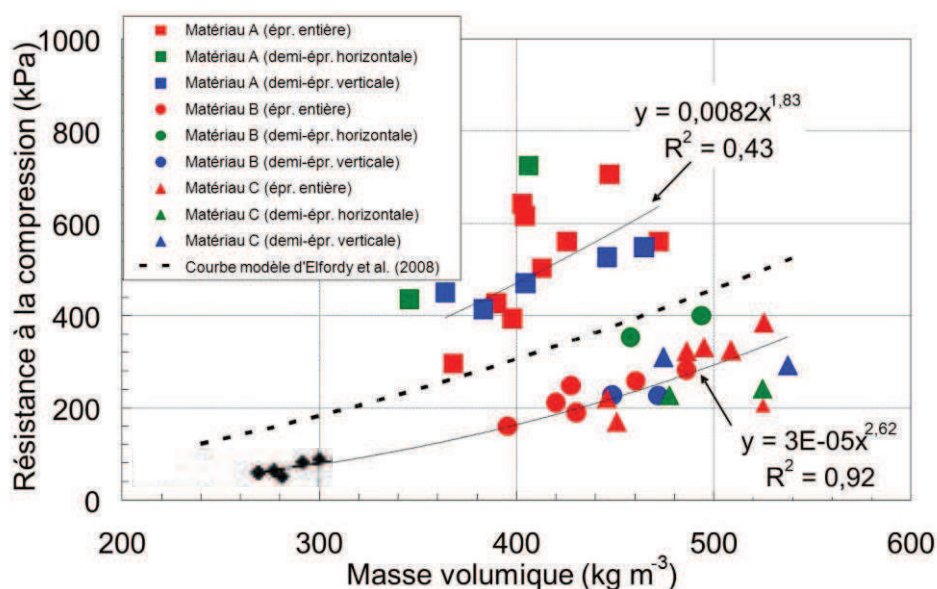 Matériau A (épr. entière)
Matériau A (demi-épr. horizontale)
Matériau A (demi-épr. verticale)
Matériau B (épr. entière)
Matériau B (demi-épr. horizontale)
Matériau B (demi-épr. verticale)
Matériau C (épr. entière)
Matériau C (demi-épr. horizontale)
Matériau C (demi-épr. verticale)
Courbe modèle d'Elfordy et al. (2008)
Résistance à la compression (kPa)
1000
800
600
400
200
0
y = 0,0082x^1,83
R² = 0,43
y = 3E-05x^2,62
R² = 0,92
200
300
400
500
600
Masse volumique (kg m⁻³)